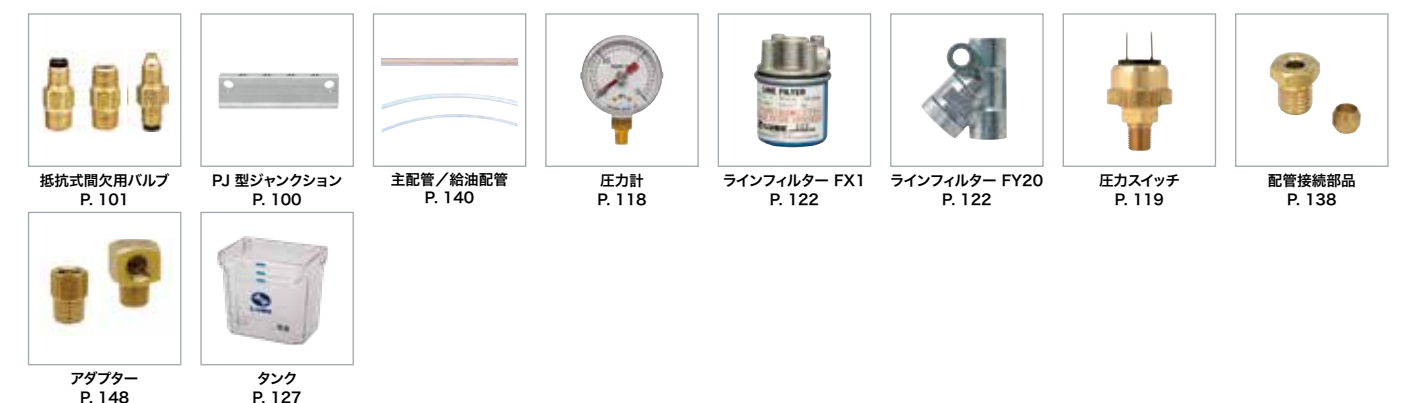 LINE FILTER
LUBE
抵抗式間欠用バルブ
P. 101
PJ 型ジャンクション
P. 100
主配管／給油配管
P. 140
圧力計
P. 118
ラインフィルター FX1
P. 122
ラインフィルター FY20
P. 122
圧力スイッチ
P. 119
配管接続部品
P. 138
LUBE
アダプター
P. 148
タンク
P. 127